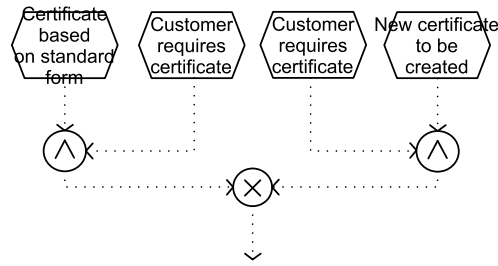 Certificate
based
on standard
form
Customer
requires
certificate
Customer
requires
certificate
New certificate
to be
created